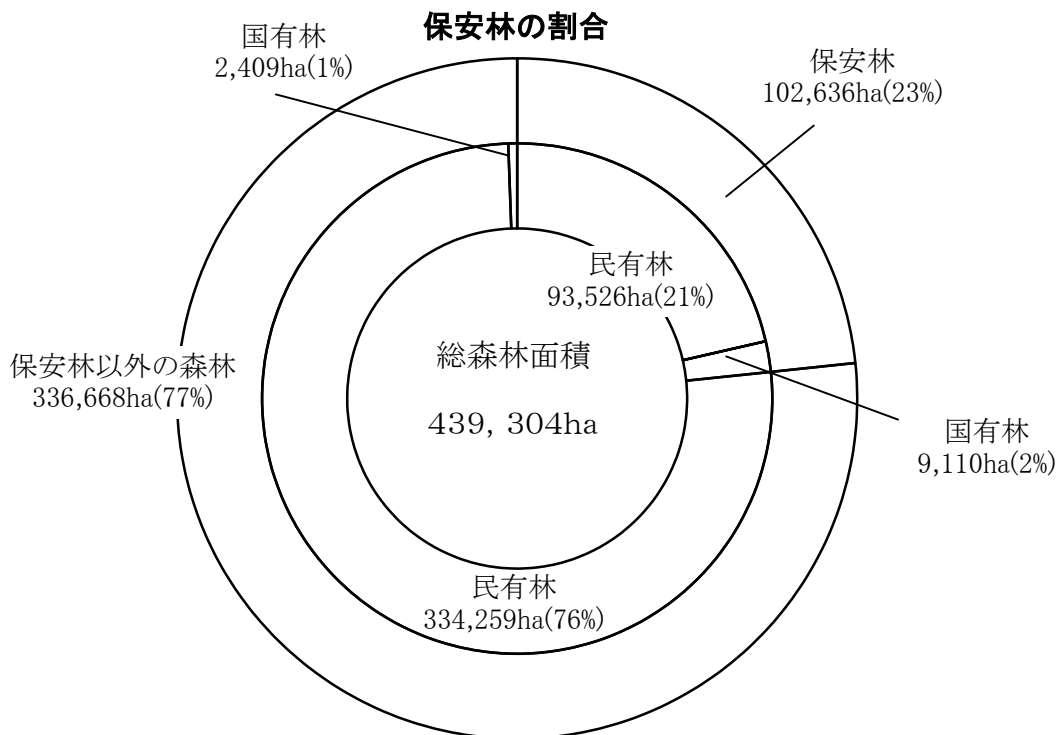 保安林の割合
国有林
2,409ha(1%)
保安林
102,636ha(23%)
民有林
93,526ha(21%)
総森林面積
439, 304ha
保安林以外の森林
336,668ha(77%)
国有林
9,110ha(2%)
民有林
334,259ha(76%)